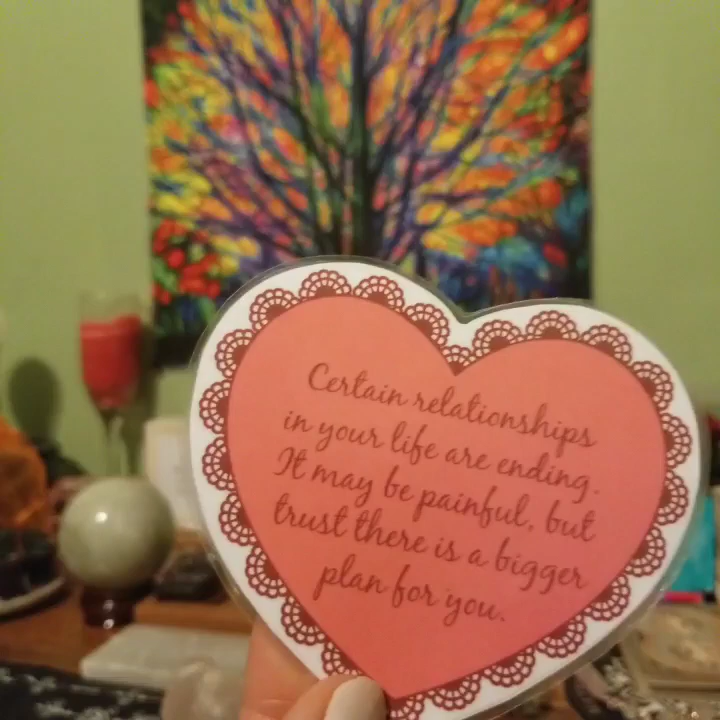 Certain relationships
in your life are ending.
It may be painful, but
trust there is a bigger
plan for you.